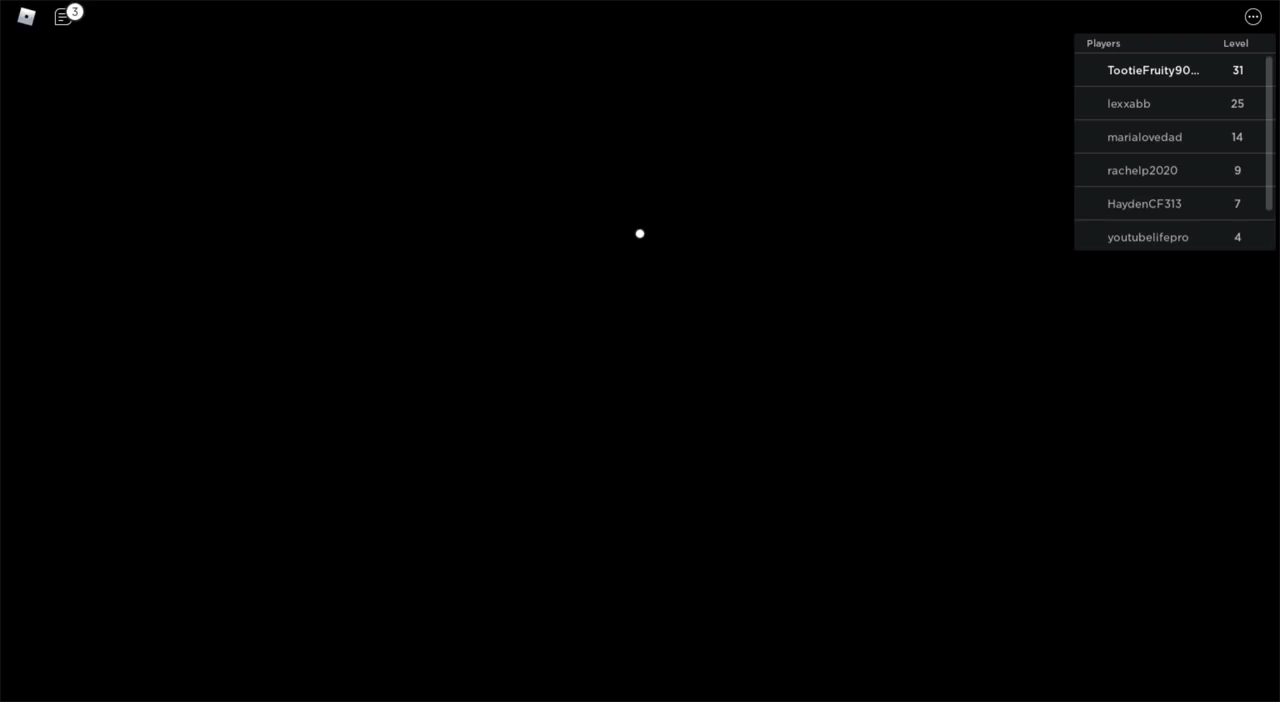 3
Players Level
TootieFruity90... 31
lexxabb 25
marialovedad 14
rachelp2020 9
HaydenCF313 7
youtubelifepro 4